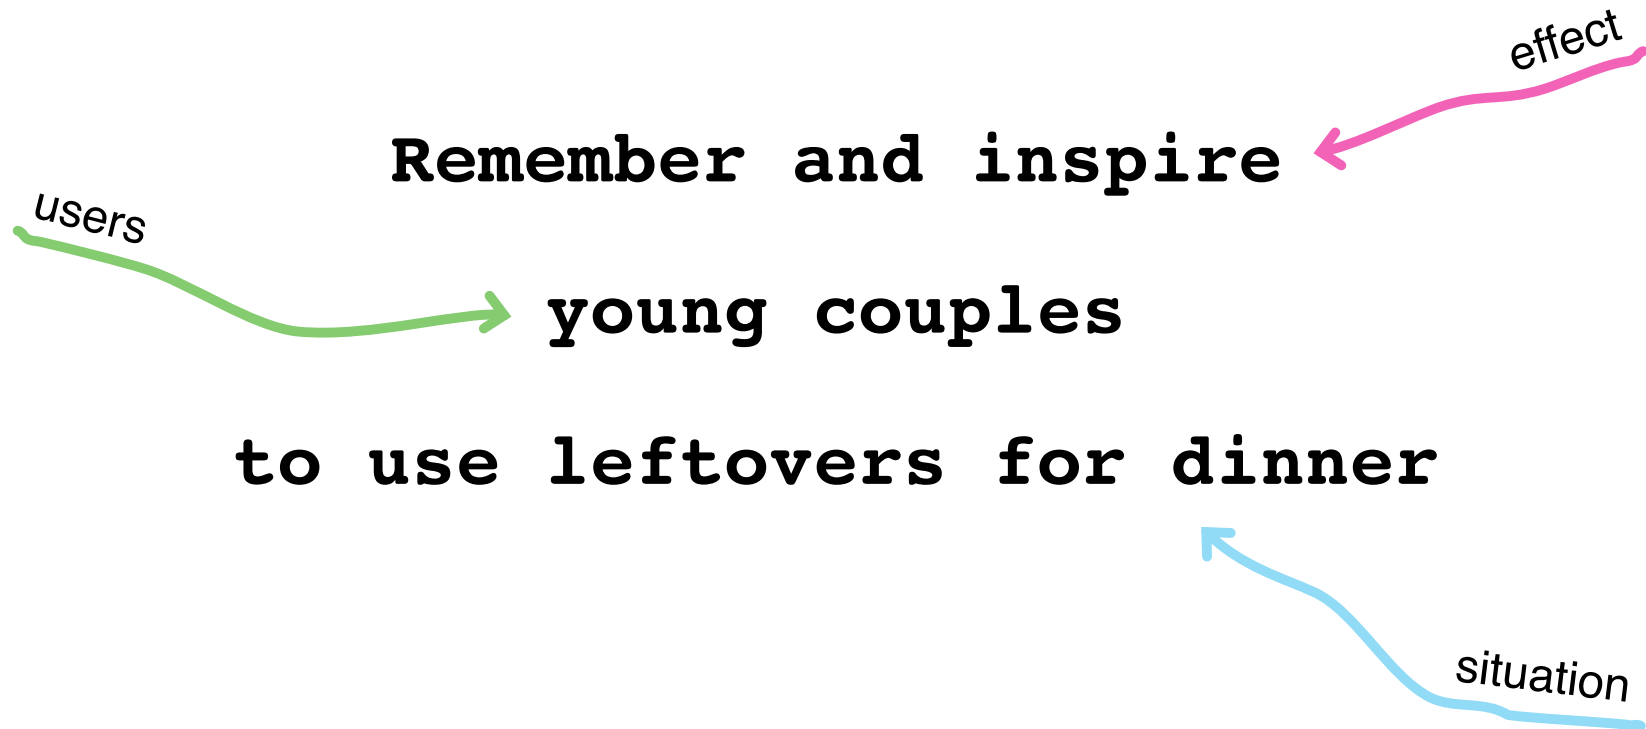 effect
Remember and inspire
users
young couples
to use leftovers for dinner
situation